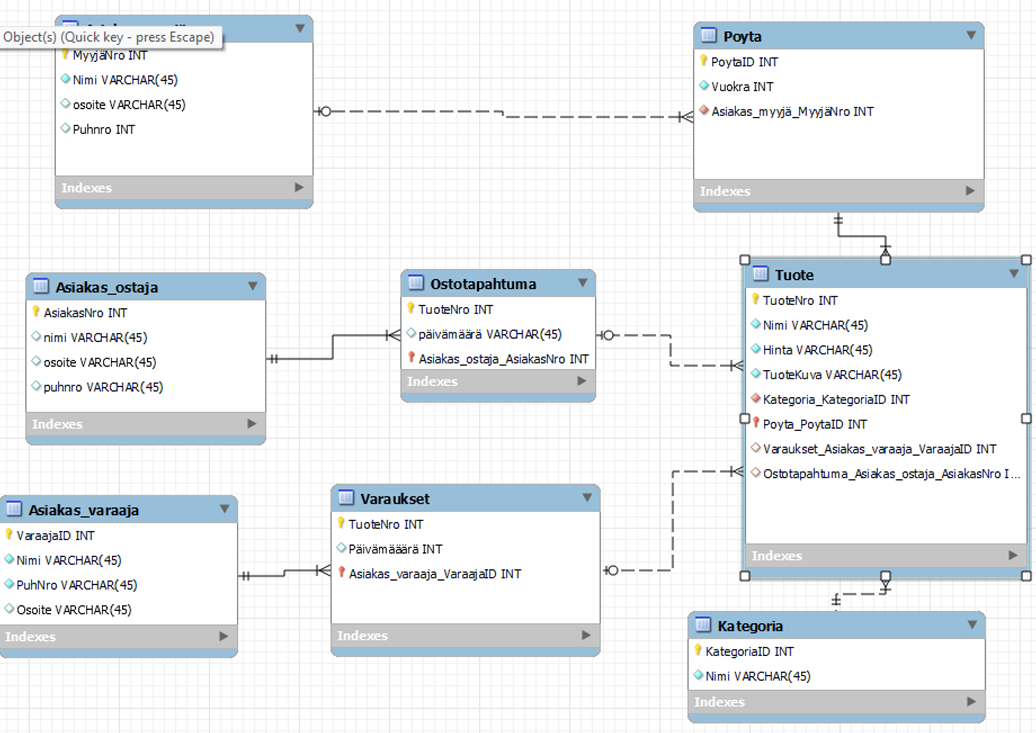 Object(s) (Quick key - press Escape)
MyyjäNro INT
Nimi VARCHAR(45)
osoite VARCHAR(45)
Puhnro INT
Indexes
Poyta
PoytaID INT
Vuokra INT
Asiakas_myyjä_MyyjäNro INT
Indexes
Asiakas_ostaja
AsiakasNro INT
nimi VARCHAR(45)
osoite VARCHAR(45)
puhnro VARCHAR(45)
Indexes
Ostotapahtuma
TuoteNro INT
päivämäärä VARCHAR(45)
Asiakas_ostaja_AsiakasNro INT
Indexes
Tuote
TuoteNro INT
Nimi VARCHAR(45)
Hinta VARCHAR(45)
TuoteKuva VARCHAR(45)
Kategoria_KategoriaID INT
Poyta_PoytaID INT
Varaukset_Asiakas_varaaja_VaraajaID INT
Ostotapahtuma_Asiakas_ostaja_AsiakasNro I...
Indexes
Asiakas_varaaja
VaraajaID INT
Nimi VARCHAR(45)
PuhNro VARCHAR(45)
Osoite VARCHAR(45)
Indexes
Varaukset
TuoteNro INT
Päivämääärä INT
Asiakas_varaaja_VaraajaID INT
Indexes
Kategoria
KategoriaID INT
Nimi VARCHAR(45)
Indexes